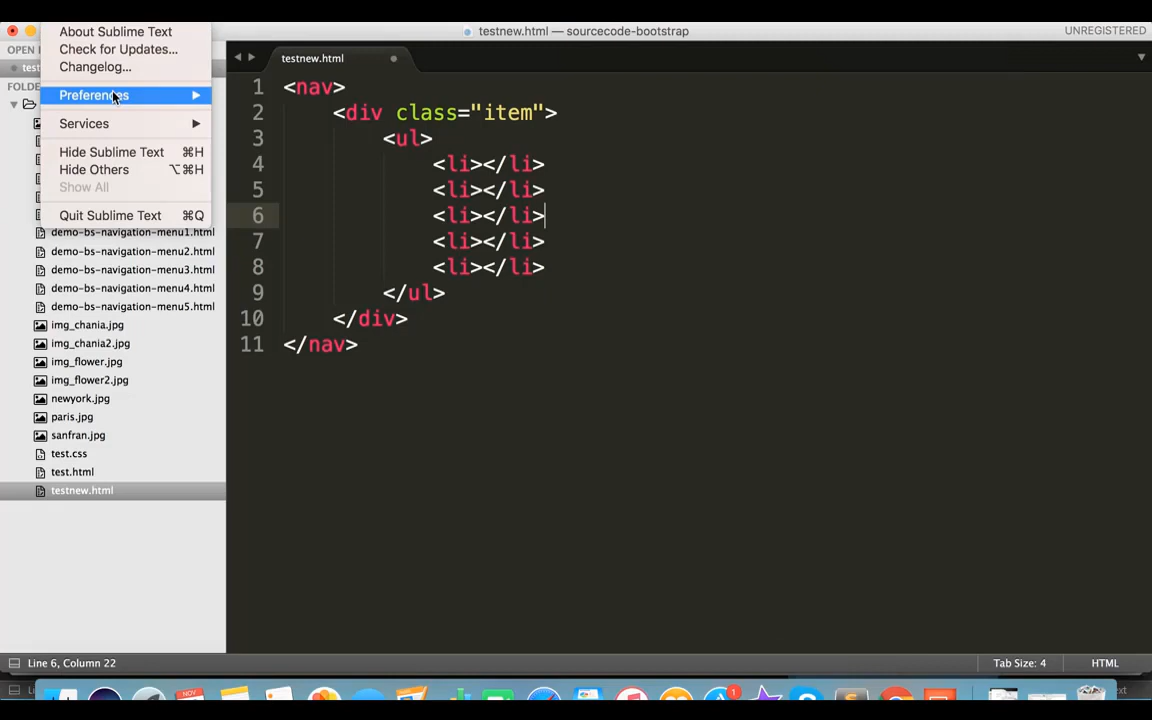 About Sublime Text
Check for Updates...
Changelog...
Preferences
Services
Hide Sublime Text ⌘H
Hide Others ⌥⌘H
Show All
Quit Sublime Text ⌘Q
testnew.html — sourcecode-bootstrap
UNREGISTERED
OPEN
FOLDE
demo-bs-navigation-menu1.html
demo-bs-navigation-menu2.html
demo-bs-navigation-menu3.html
demo-bs-navigation-menu4.html
demo-bs-navigation-menu5.html
img_chania.jpg
img_chania2.jpg
img_flower.jpg
img_flower2.jpg
newyork.jpg
paris.jpg
sanfran.jpg
test.css
test.html
testnew.html
testnew.html
1 <nav>
2 <div class="item">
3 <ul>
4 <li></li>
5 <li></li>
6 <li></li>
7 <li></li>
8 <li></li>
9 </ul>
10 </div>
11 </nav>
Line 6, Column 22
Tab Size: 4
HTML
NOV
1